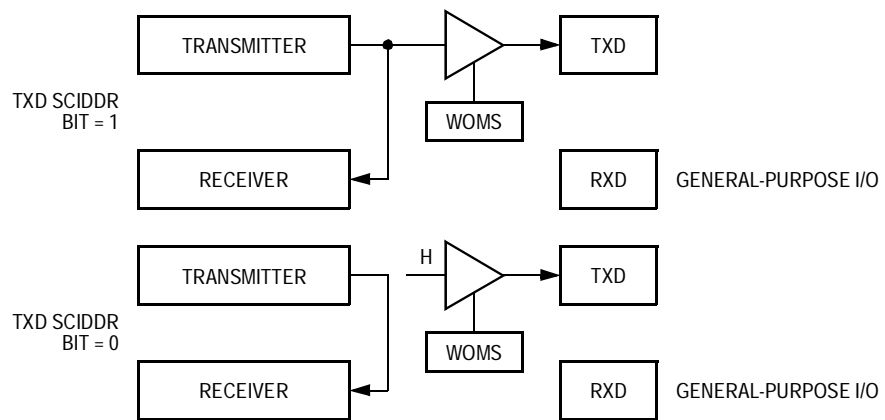 TRANSMITTER
TXD
TXD SCIDDR
BIT = 1
WOMS
RECEIVER
RXD
GENERAL-PURPOSE I/O
TRANSMITTER
H
TXD
TXD SCIDDR
BIT = 0
WOMS
RECEIVER
RXD
GENERAL-PURPOSE I/O